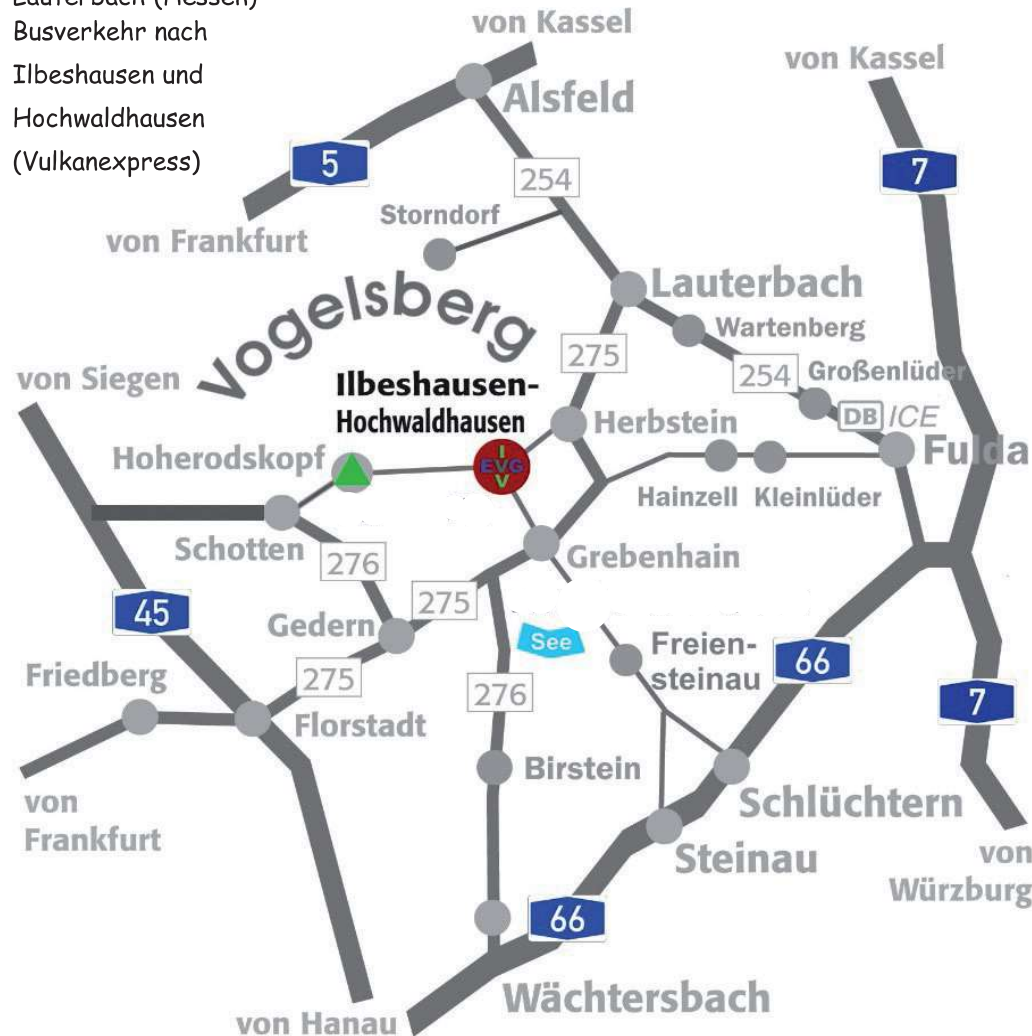 Lauterbach (Hessen)
Busverkehr nach
Ilbeshausen und
Hochwaldhausen
(Vulkanexpress)
von Kassel
von Kassel
Alsfeld
5
7
254
Storndorf
von Frankfurt
Lauterbach
Vogelsberg
Wartenberg
275
254
Großenlüder
von Siegen
Ilbeshausen-
Hochwaldhausen
DB ICE
Herbstein
Fulda
Hoherodskopf
I
EVG
V
Hainzell
Kleinlüder
Schotten
Grebenhain
276
275
45
Gedern
See
Freien-
steinau
66
Friedberg
275
276
7
Florstadt
Birstein
von
Frankfurt
Schlüchtern
Steinau
von
Würzburg
66
Wächtersbach
von Hanau